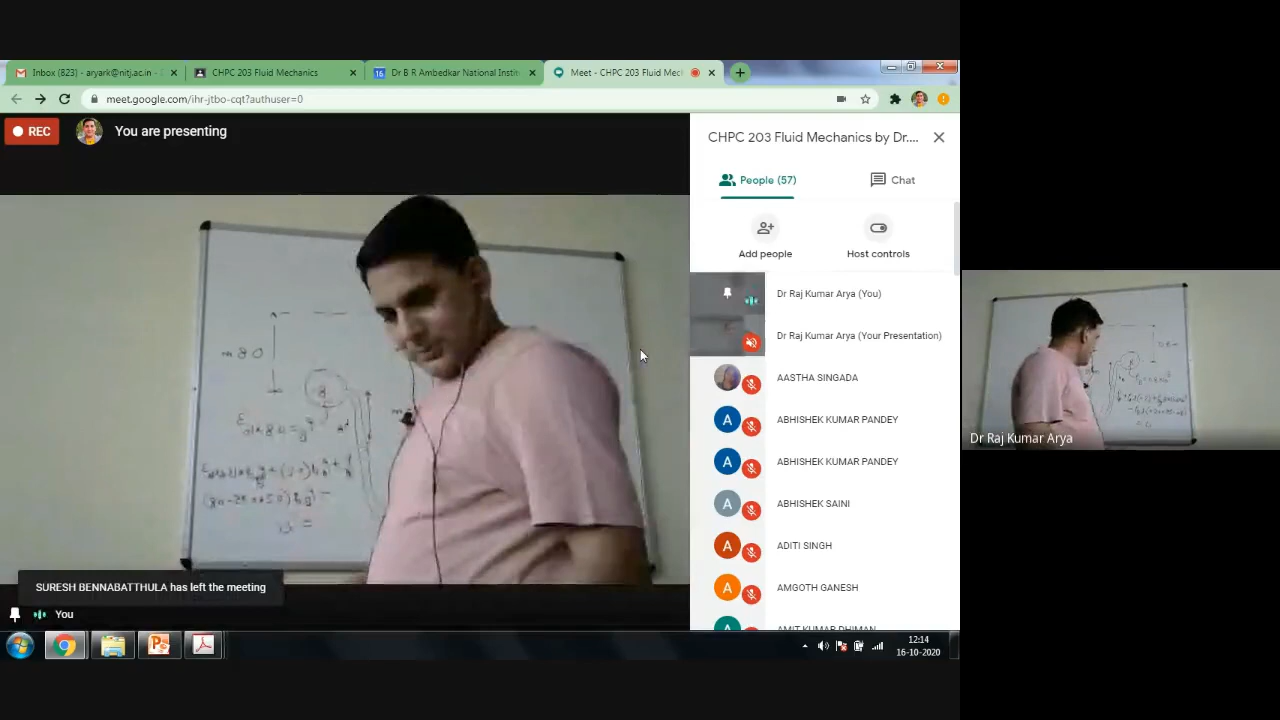 Inbox (823) - aryark@nitj.ac.in -
CHPC 203 Fluid Mechanics
Dr B R Ambedkar National Instit
Meet - CHPC 203 Fluid Mec
meet.google.com/ihr-jtbo-cqt?authuser=0
REC
You are presenting
CHPC 203 Fluid Mechanics by Dr....
People (57)
Chat
Add people
Host controls
Dr Raj Kumar Arya (You)
Dr Raj Kumar Arya (Your Presentation)
AASTHA SINGADA
A ABHISHEK KUMAR PANDEY
A ABHISHEK KUMAR PANDEY
A ABHISHEK SAINI
A ADITI SINGH
A AMGOTH GANESH
AMIT KUMAR DHIMAN
SURESH BENNABATTHULA has left the meeting
You
12:14
16-10-2020
Dr Raj Kumar Arya